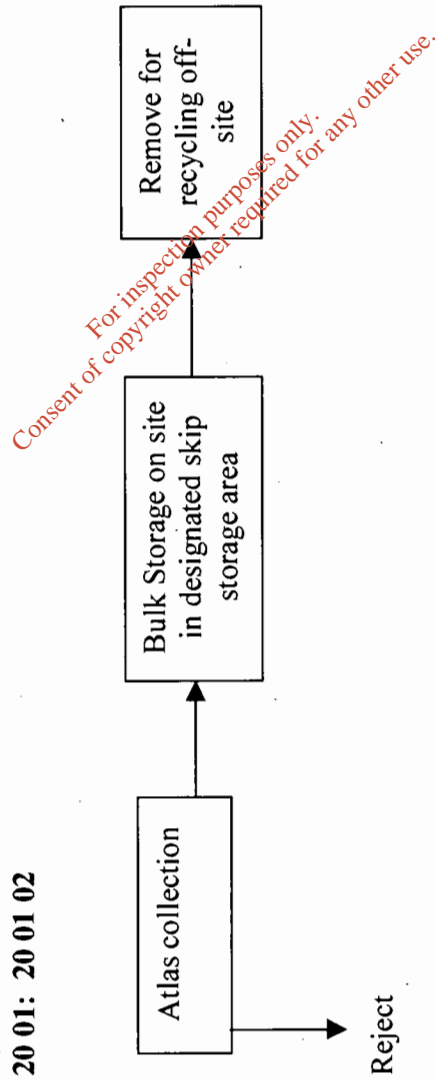 20 01: 20 01 02
Atlas collection
Reject
Bulk Storage on site
in designated skip
storage area
Remove for
recycling off-
site
For inspection purposes only.
Consent of copyright owner required for any other use.